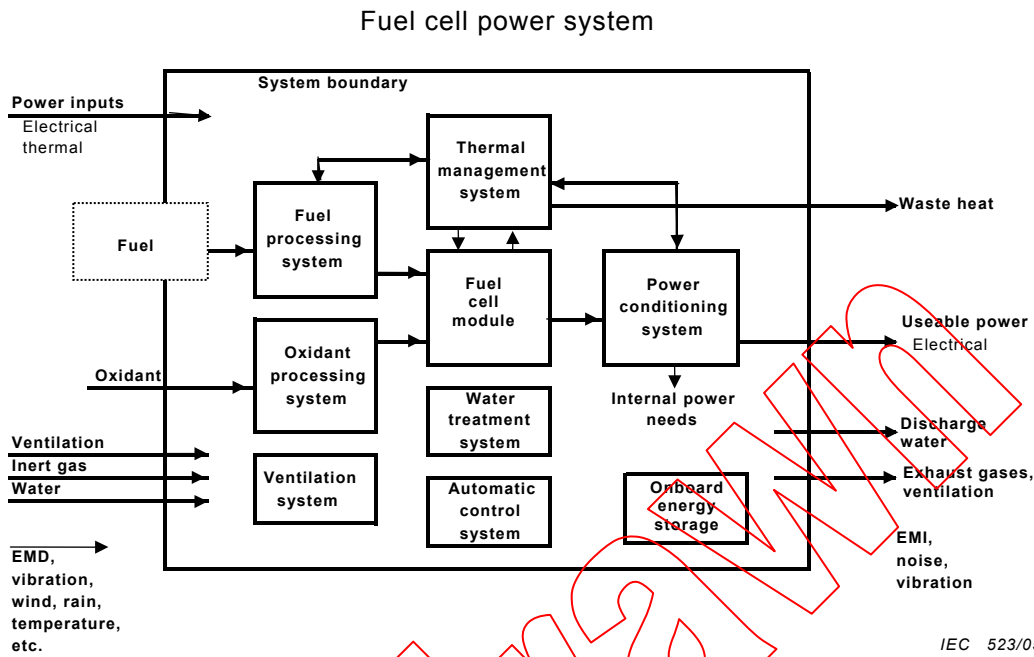 Fuel cell power system
System boundary
Power inputs
Electrical
thermal
Thermal
management
system
Waste heat
Fuel
Fuel
processing
system
Fuel
cell
module
Power
conditioning
system
Useable power
Electrical
Oxidant
Oxidant
processing
system
Internal power
needs
Water
treatment
system
Discharge
water
Ventilation
Inert gas
Water
Ventilation
system
Automatic
control
system
Onboard
energy
storage
Exhaust gases,
ventilation
EMD,
vibration,
wind, rain,
temperature,
etc.
EMI,
noise,
vibration
IEC 523/0